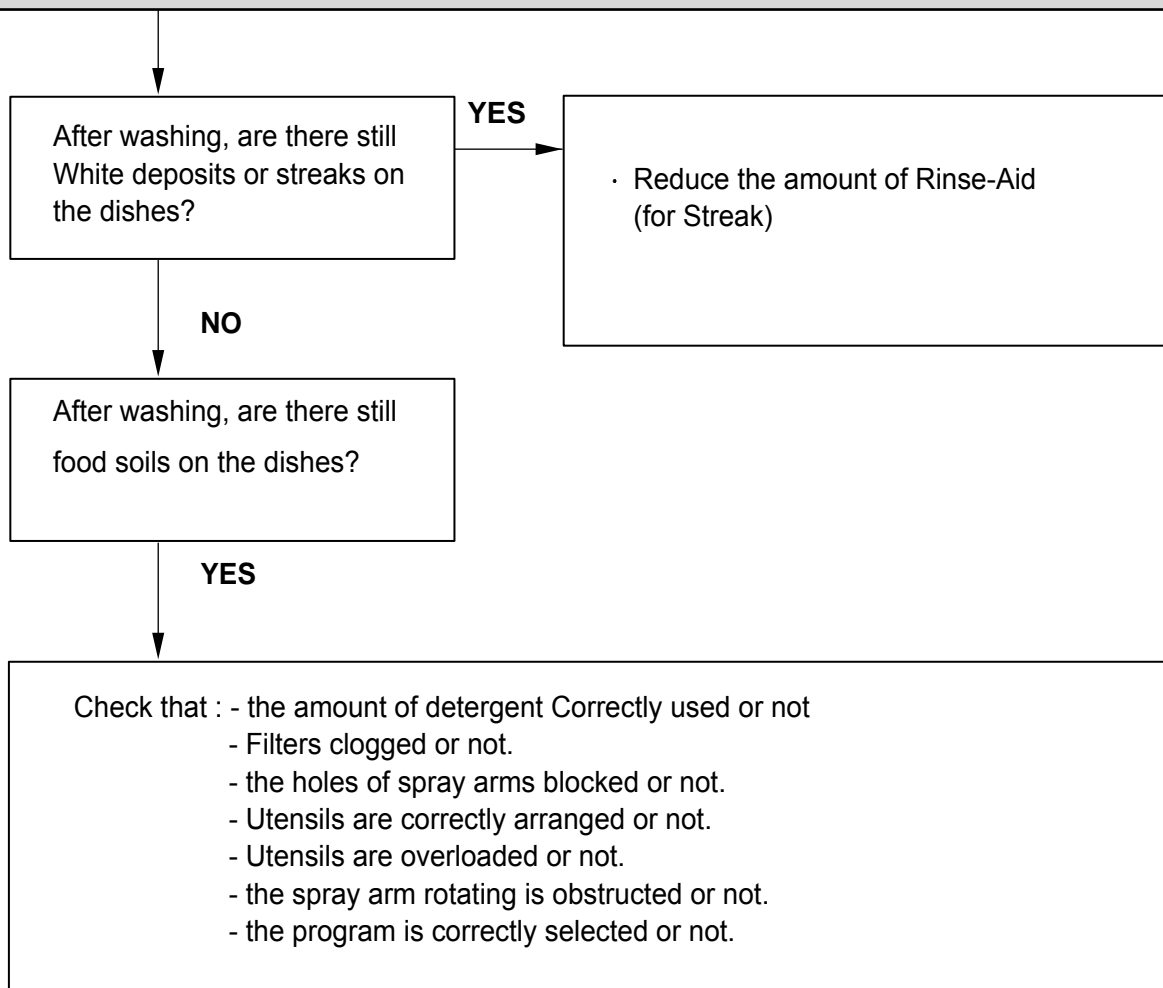 After washing, are there still
White deposits or streaks on
the dishes?
YES
· Reduce the amount of Rinse-Aid
(for Streak)
NO
After washing, are there still
food soils on the dishes?
YES
Check that : - the amount of detergent Correctly used or not
- Filters clogged or not.
- the holes of spray arms blocked or not.
- Utensils are correctly arranged or not.
- Utensils are overloaded or not.
- the spray arm rotating is obstructed or not.
- the program is correctly selected or not.